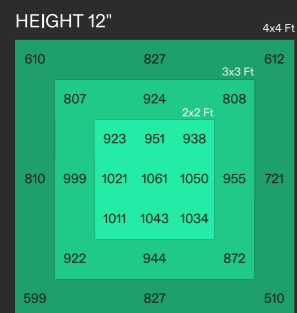 HEIGHT 12"
4x4 Ft
610 827 612
3x3 Ft
807 924 808
2x2 Ft
923 951 938
810 999 1021 1061 1050 955 721
1011 1043 1034
922 944 872
599 827 510